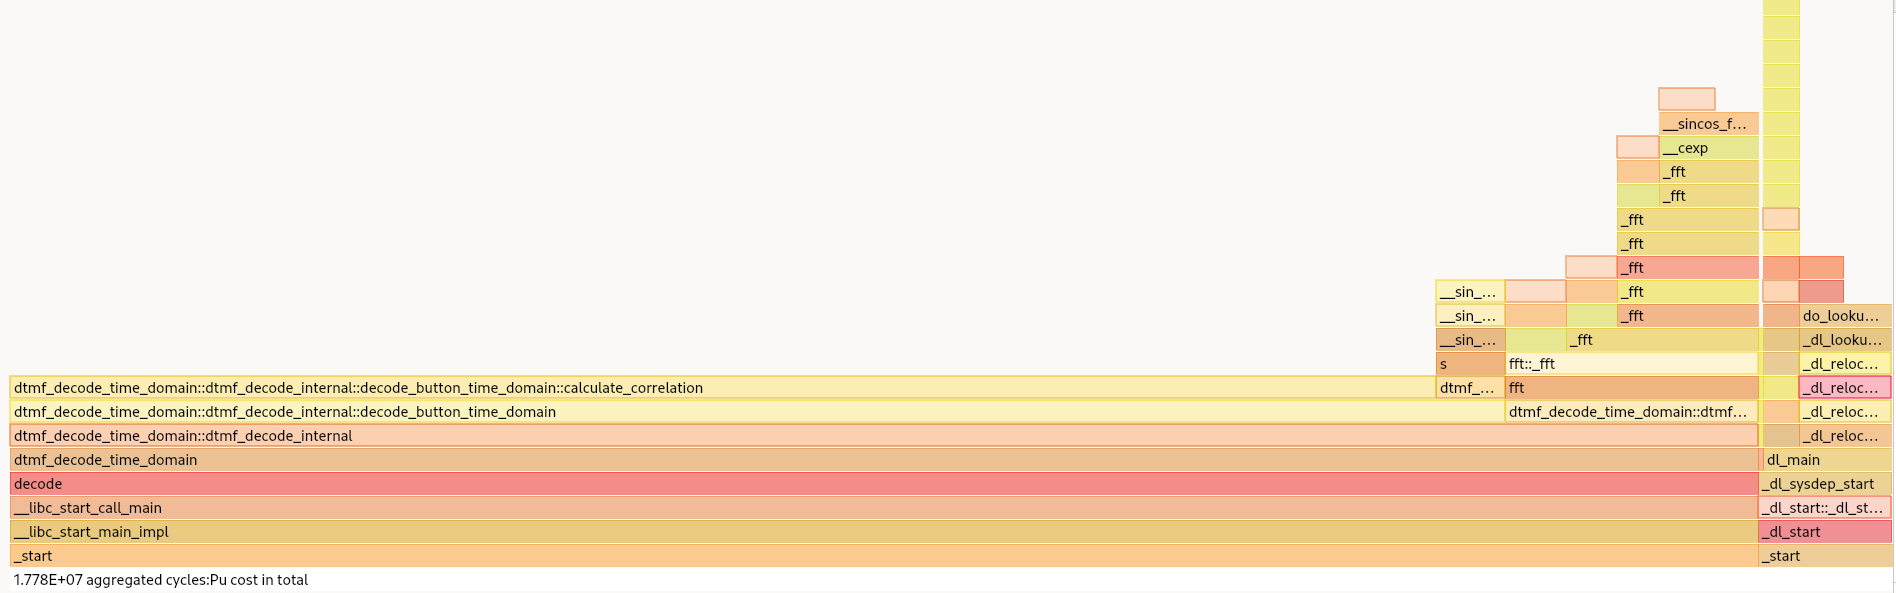 __sincos_f…
__cexp
_fft
_fft
_fft
_fft
_fft
__sin_… _fft
__sin_… _fft do_looku…
__sin_… _fft _dl_looku…
s fft::_fft _dl_reloc…
dtmf_decode_time_domain::dtmf_decode_internal::decode_button_time_domain::calculate_correlation dtmf_… fft _dl_reloc…
dtmf_decode_time_domain::dtmf_decode_internal::decode_button_time_domain dtmf_decode_time_domain::dtmf… _dl_reloc…
dtmf_decode_time_domain::dtmf_decode_internal _dl_reloc…
dtmf_decode_time_domain dl_main
decode _dl_sysdep_start
__libc_start_call_main _dl_start::_dl_st…
__libc_start_main_impl _dl_start
_start _start
1.778E+07 aggregated cycles:Pu cost in total